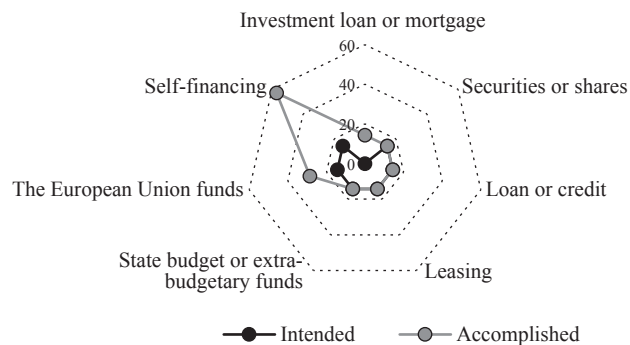 Investment loan or mortgage
60
Self-financing
40
Securities or shares
20
0
The European Union funds
Loan or credit
State budget or extra-
budgetary funds
Leasing
Intended
Accomplished